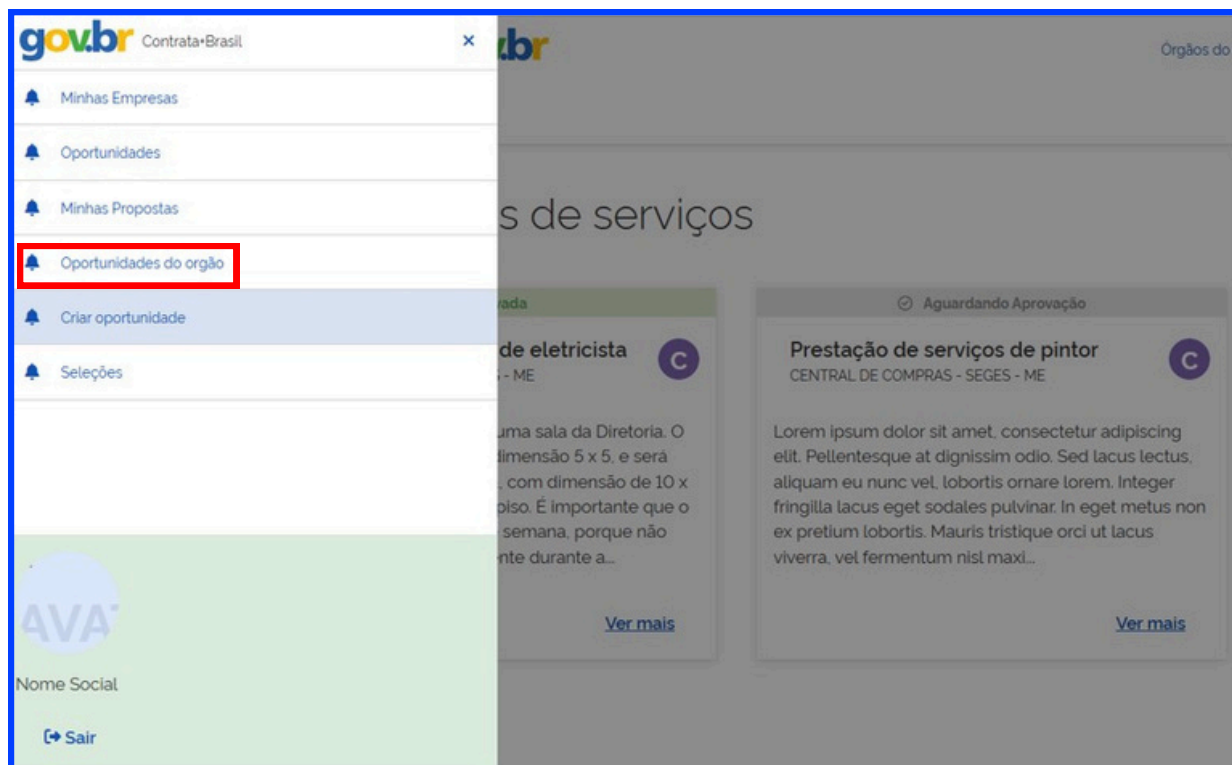 gov.br Contrata+Brasil
Minhas Empresas
Oportunidades
Minhas Propostas
Oportunidades do orgão
Criar oportunidade
Seleções
AVA
Nome Social
Sair
.br
Órgãos do
s de serviços
vada
de eletricista
- ME
C
uma sala da Diretoria. O
dimensão 5 x 5, e será
, com dimensão de 10 x
piso. É importante que o
semana, porque não
nte durante a...
Ver mais
Aguardando Aprovação
Prestação de serviços de pintor
CENTRAL DE COMPRAS - SEGES - ME
C
Lorem ipsum dolor sit amet, consectetur adipiscing
elit. Pellentesque at dignissim odio. Sed lacus lectus,
aliquam eu nunc vel, lobortis ornare lorem. Integer
fringilla lacus eget sodales pulvinar. In eget metus non
ex pretium lobortis. Mauris tristique orci ut lacus
viverra, vel fermentum nisl maxi...
Ver mais